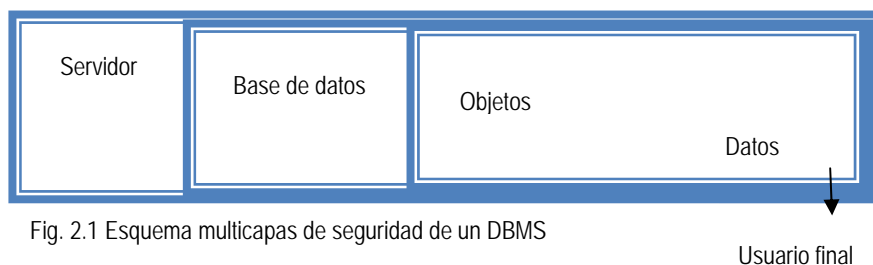 Servidor
Base de datos
Objetos
Datos
Fig. 2.1 Esquema multicapas de seguridad de un DBMS
Usuario final